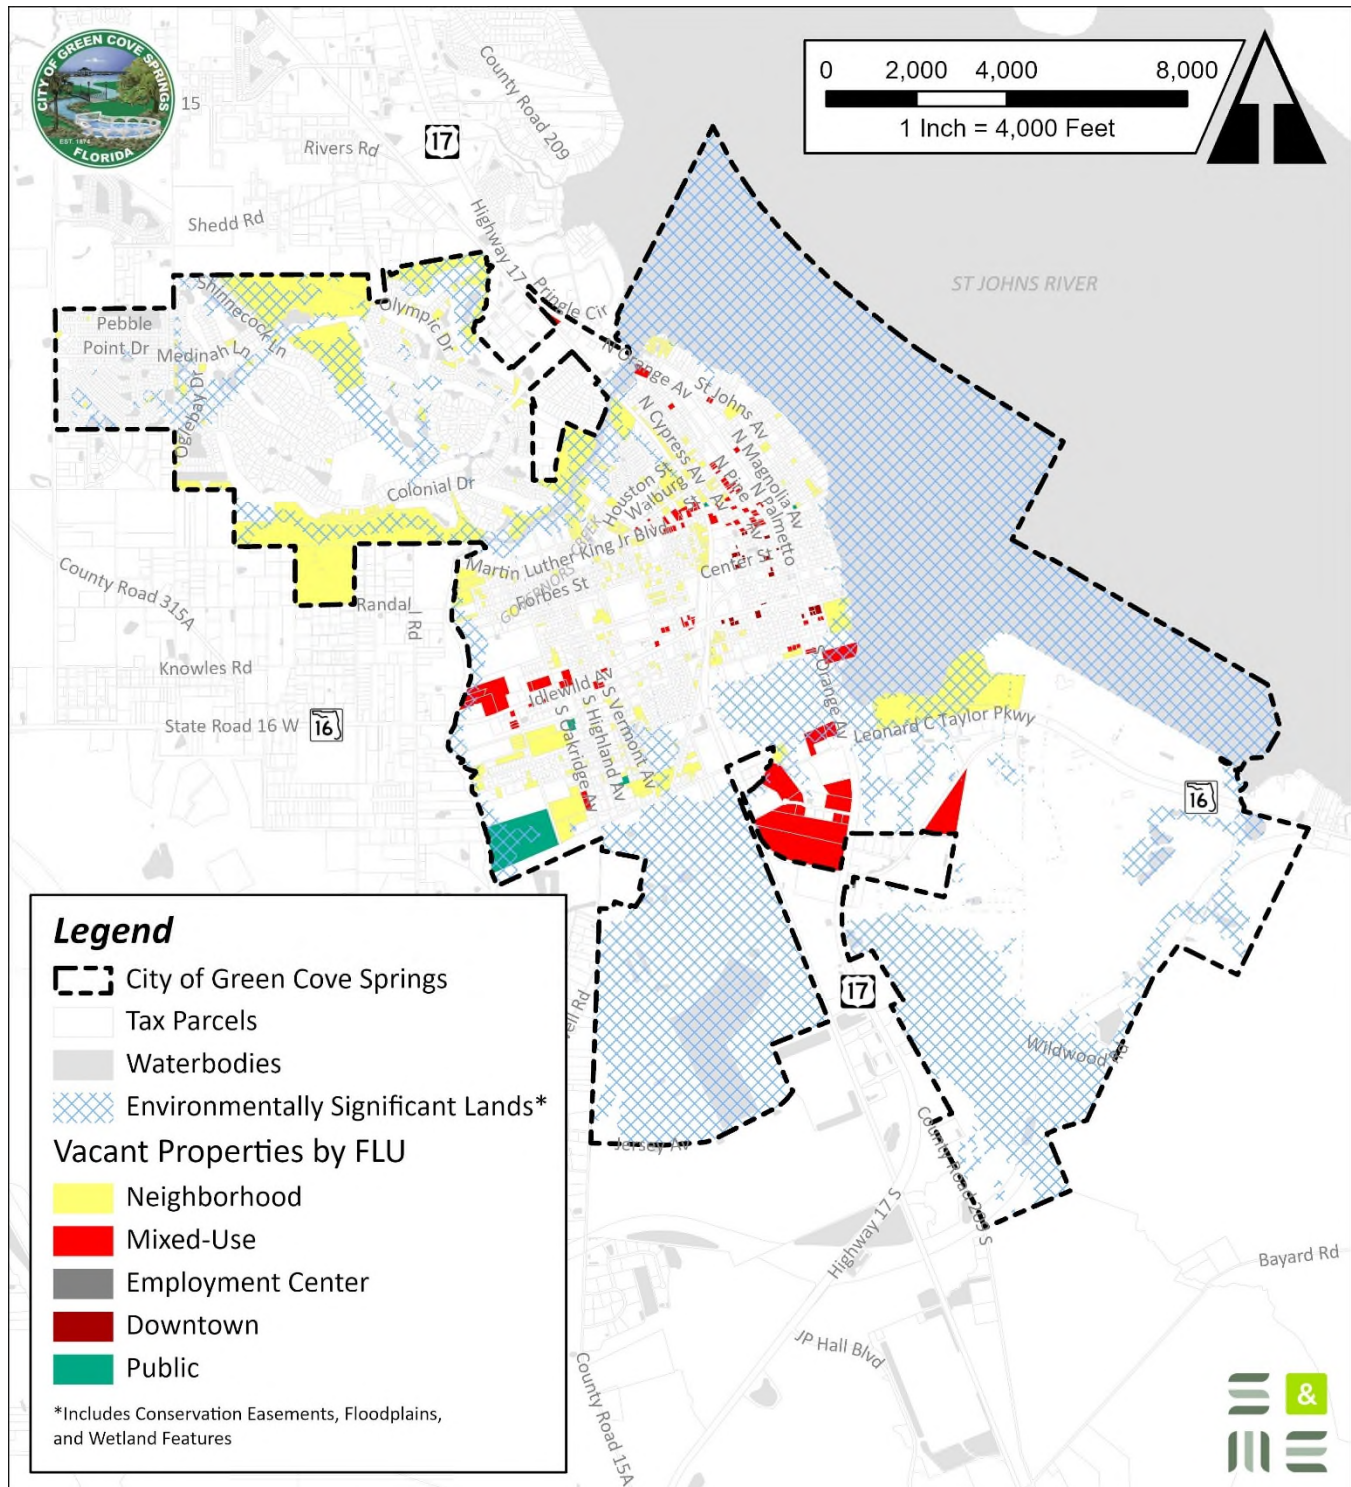 CITY OF GREEN COVE SPRINGS
EST. 1874
FLORIDA
0 2,000 4,000 8,000
1 Inch = 4,000 Feet
15
County Road 209
Rivers Rd
17
Shedd Rd
Highway 17
Pringle Cir
ST JOHNS RIVER
Shinnecock Ln
Olympic Dr
Pebble
Point Dr
Medinah Ln
Oglebay Dr
N Orange Av
St Johns Av
N Cypress Av
N Magnolia Av
N Pine Av
N Palmetto Av
Houston St
Walburg St
Colonial Dr
Martin Luther King Jr Blvd
GOVERNORS CREEK
Center St
Forbes St
County Road 315A
Randall Rd
Knowles Rd
State Road 16 W
16
Idlewild Av
S Oakridge Av
S Highland Av
S Vermont Av
S Orange Av
Leonard C Taylor Pkwy
16
17
Wildwood Rd
ell Rd
Jersey Av
County Road 209 S
Highway 17 S
Bayard Rd
JP Hall Blvd
County Road 15A
Legend
City of Green Cove Springs
Tax Parcels
Waterbodies
Environmentally Significant Lands*
Vacant Properties by FLU
Neighborhood
Mixed-Use
Employment Center
Downtown
Public
*Includes Conservation Easements, Floodplains,
and Wetland Features
S&
ME